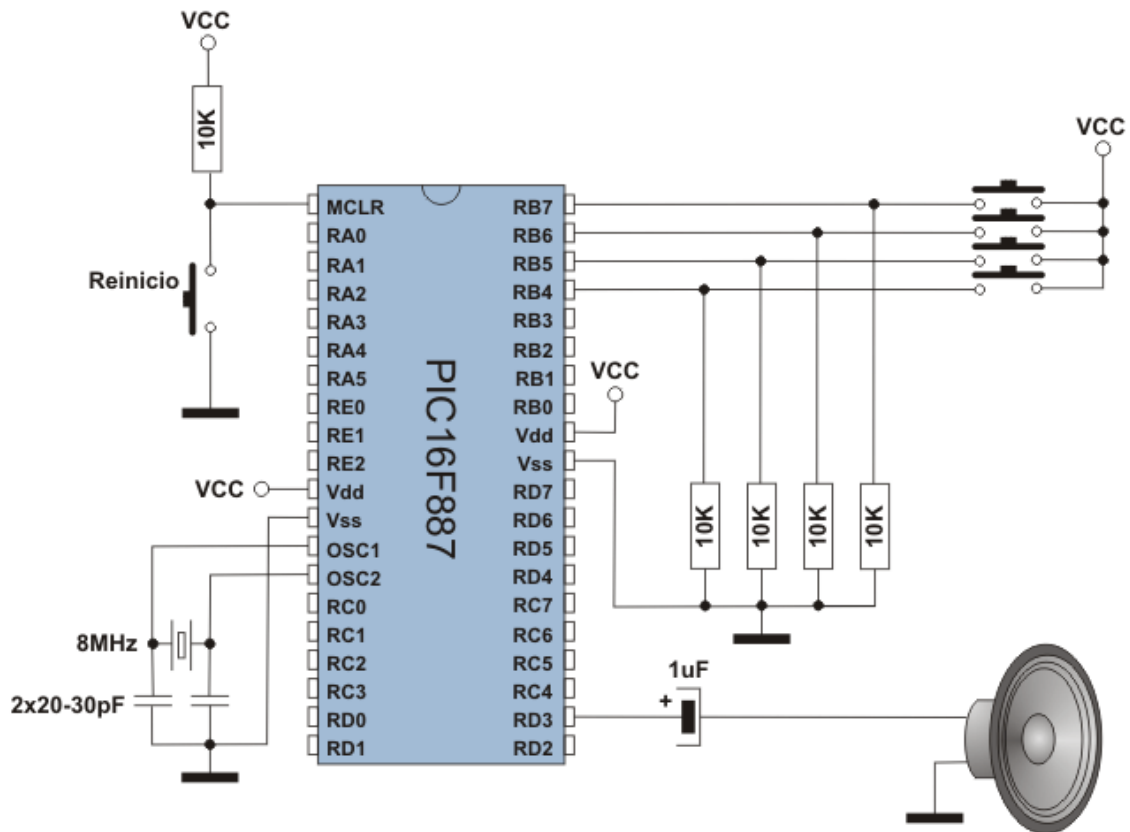 VCC
10K
Reinicio
VCC
8MHz
2x20-30pF
MCLR
RA0
RA1
RA2
RA3
RA4
RA5
RE0
RE1
RE2
Vdd
Vss
OSC1
OSC2
RC0
RC1
RC2
RC3
RD0
RD1
PIC16F887
RB7
RB6
RB5
RB4
RB3
RB2
RB1
RB0
Vdd
Vss
RD7
RD6
RD5
RD4
RC7
RC6
RC5
RC4
RD3
RD2
VCC
VCC
10K
10K
10K
10K
1uF
+